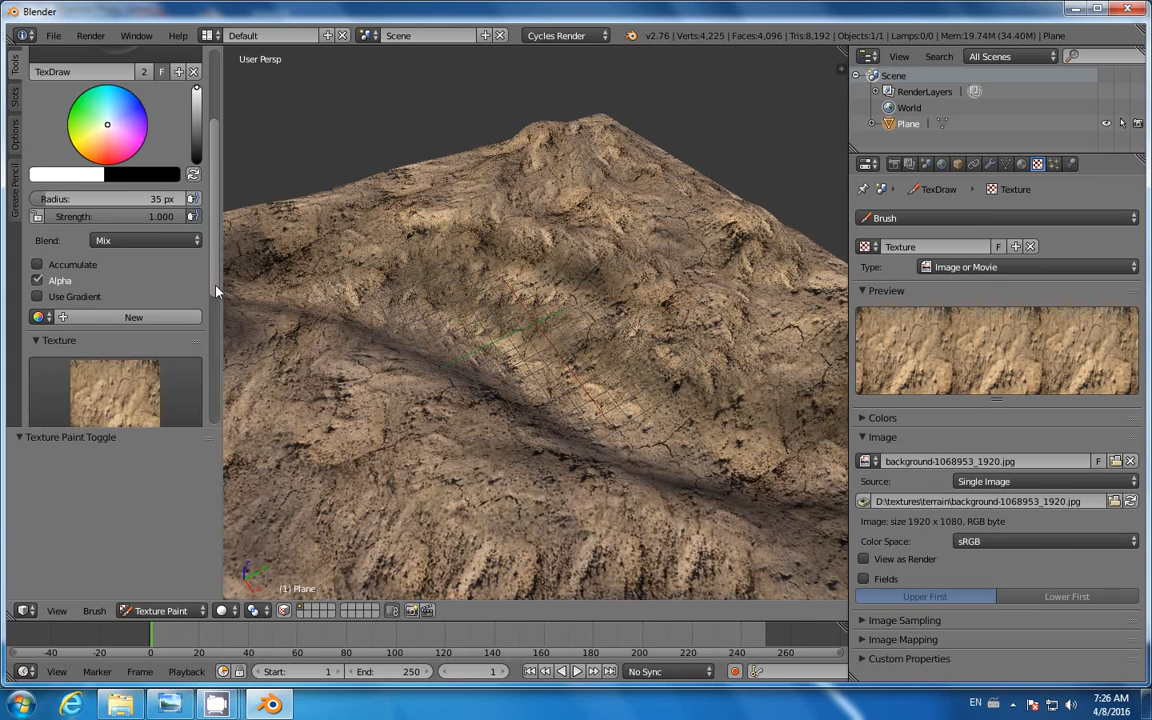 Blender
File Render Window Help Default Scene Cycles Render v2.76 | Verts:4,225 | Faces:4,096 | Tris:8,192 | Objects:1/1 | Lamps:0/0 | Mem:19.74M (34.40M) | Plane
Tools
Slots
Options
Grease Pencil
TexDraw 2 F
Radius: 35 px
Strength: 1.000
Blend: Mix
Accumulate
Alpha
Use Gradient
New
Texture
Texture Paint Toggle
User Persp
(1) Plane
View Brush Texture Paint
-40 -20 0 20 40 60 80 100 120 140 160 180 200 220 240 260
View Marker Frame Playback Start: 1 End: 250 1 No Sync
View Search All Scenes
Scene
RenderLayers
World
Plane
TexDraw Texture
Brush
Texture F
Type: Image or Movie
Preview
Colors
Image
background-1068953_1920.jpg F
Source: Single Image
D:\textures\terrain\background-1068953_1920.jpg
Image: size 1920 x 1080, RGB byte
Color Space: sRGB
View as Render
Fields
Upper First Lower First
Image Sampling
Image Mapping
Custom Properties
EN 7:26 AM
4/8/2016